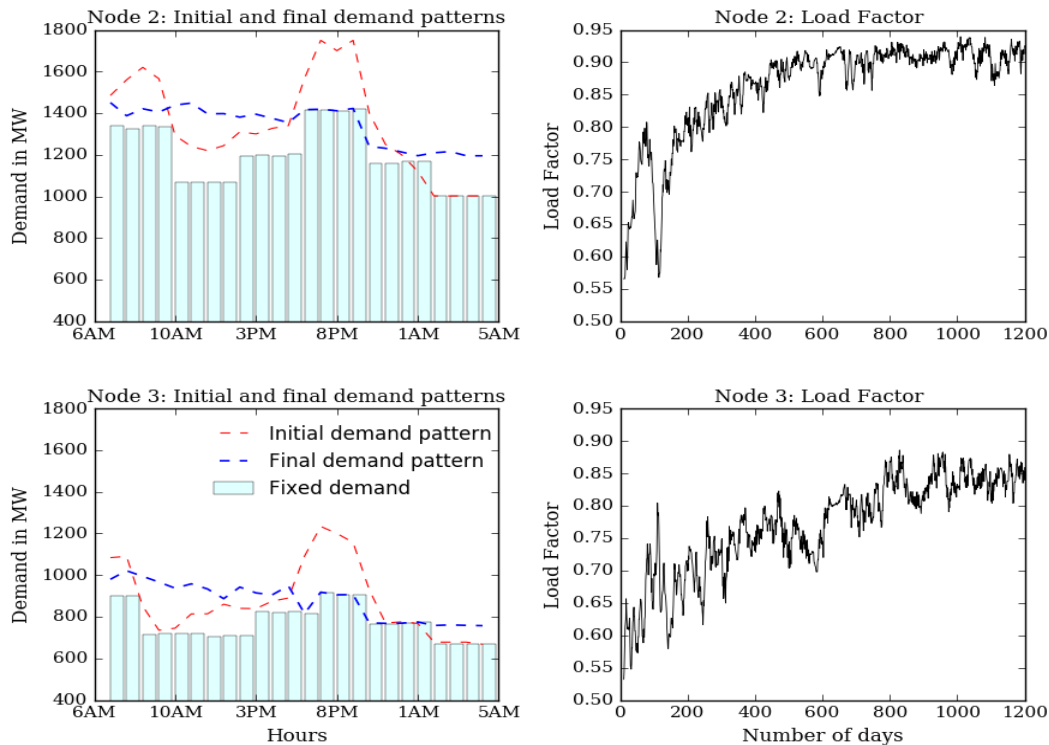 Node 2: Initial and final demand patterns
1800
1600
1400
1200
1000
800
600
400
Demand in MW
6AM 10AM 3PM 8PM 1AM 5AM
Node 2: Load Factor
0.95
0.90
0.85
0.80
0.75
0.70
0.65
0.60
0.55
0.50
Load Factor
0 200 400 600 800 1000 1200
Node 3: Initial and final demand patterns
1800
1600
1400
1200
1000
800
600
400
Demand in MW
Initial demand pattern
Final demand pattern
Fixed demand
6AM 10AM 3PM 8PM 1AM 5AM
Hours
Node 3: Load Factor
0.95
0.90
0.85
0.80
0.75
0.70
0.65
0.60
0.55
0.50
Load Factor
0 200 400 600 800 1000 1200
Number of days